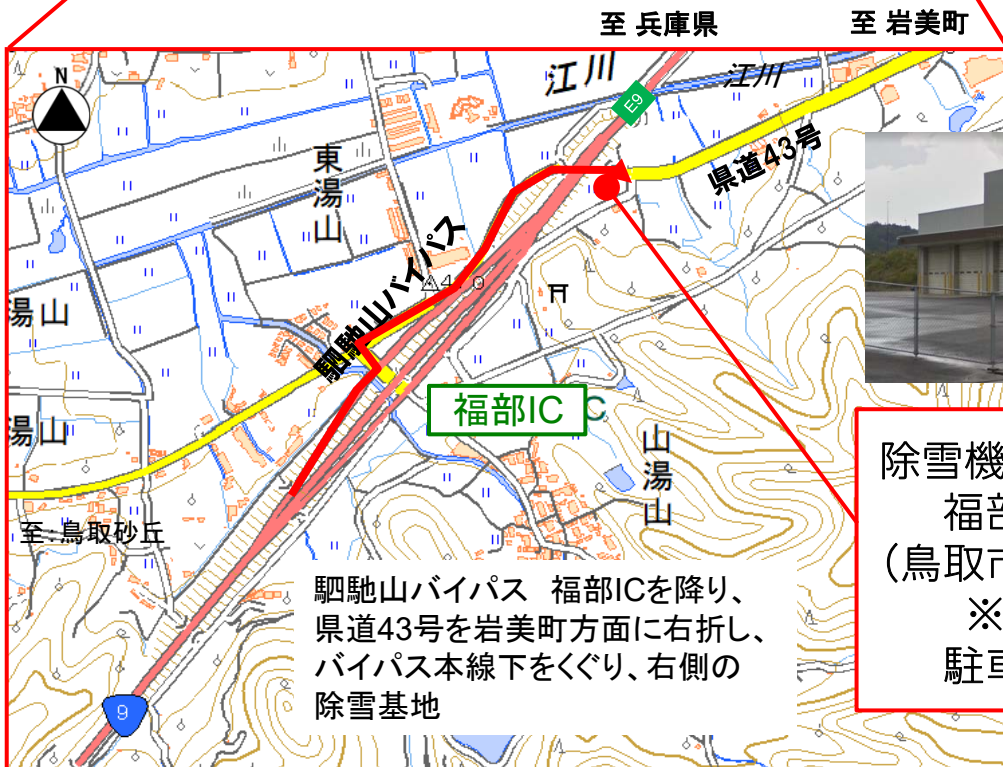 至 兵庫県
至 岩美町
N
江川
江川
E9
県道43号
東湯山
駟馳山バイパス
湯山
福部IC
C
湯山
山湯山
至：鳥取砂丘
除雪機
福部
（鳥取市
※
駐車
駟馳山バイパス　福部ICを降り、
県道43号を岩美町方面に右折し、
バイパス本線下をくぐり、右側の
除雪基地
9